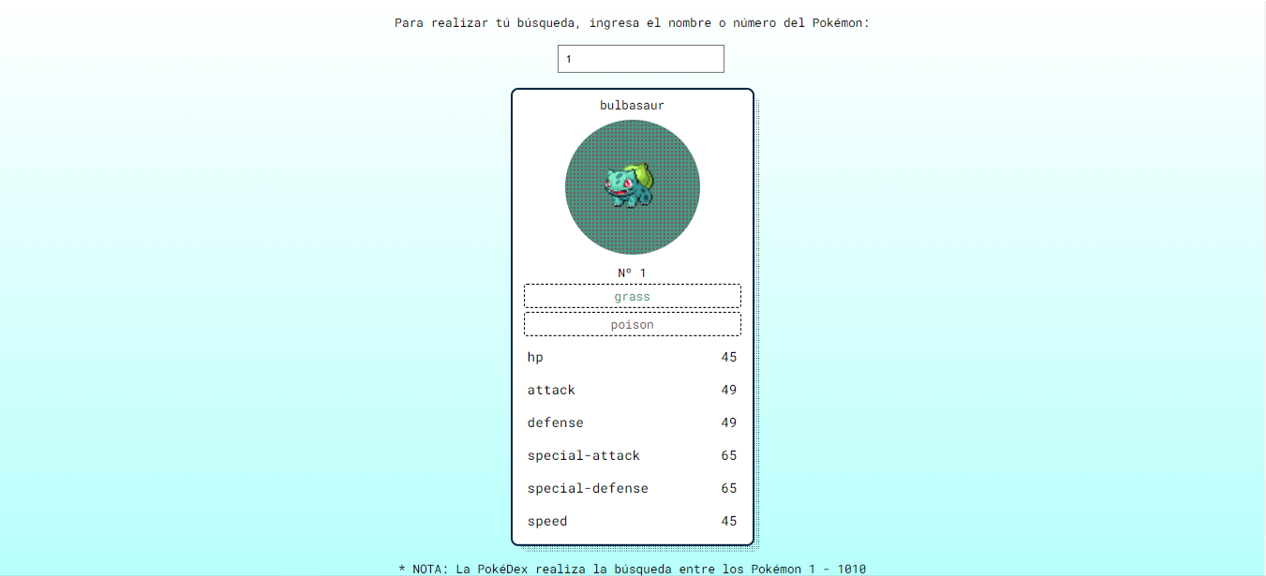 Para realizar tú búsqueda, ingresa el nombre o número del Pokémon:
1
bulbasaur
Nº 1
grass
poison
hp 45
attack 49
defense 49
special-attack 65
special-defense 65
speed 45
* NOTA: La PokéDex realiza la búsqueda entre los Pokémon 1 - 1010